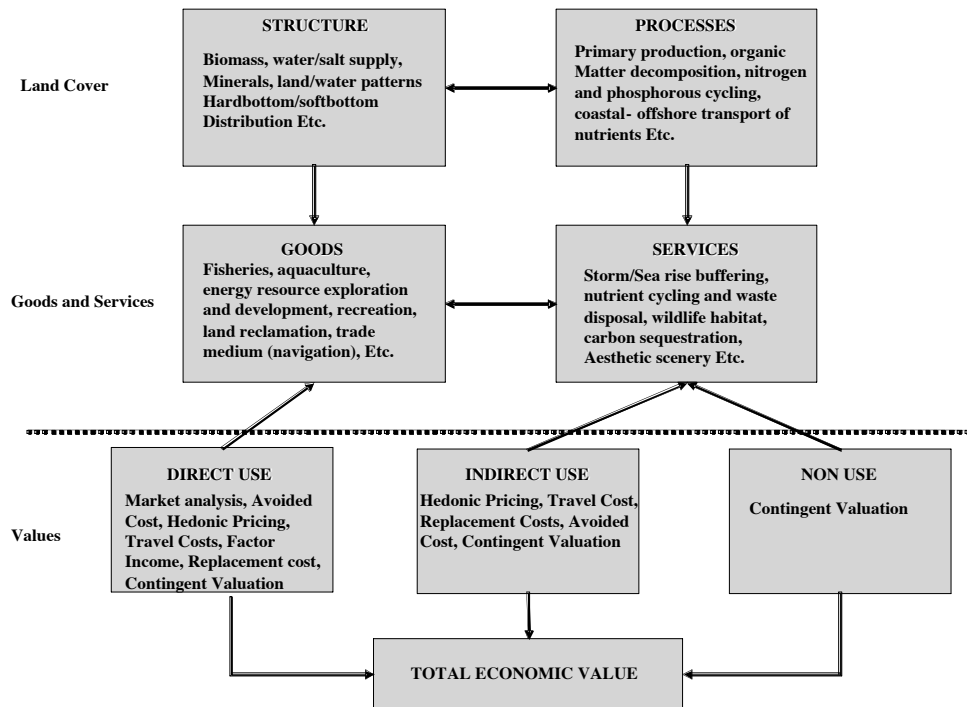 STRUCTURE
Biomass, water/salt supply,
Minerals, land/water patterns
Hardbottom/softbottom
Distribution Etc.
PROCESSES
Primary production, organic
Matter decomposition, nitrogen
and phosphorous cycling,
coastal- offshore transport of
nutrients Etc.
Land Cover
GOODS
Fisheries, aquaculture,
energy resource exploration
and development, recreation,
land reclamation, trade
medium (navigation), Etc.
SERVICES
Storm/Sea rise buffering,
nutrient cycling and waste
disposal, wildlife habitat,
carbon sequestration,
Aesthetic scenery Etc.
Goods and Services
DIRECT USE
Market analysis, Avoided
Cost, Hedonic Pricing,
Travel Costs, Factor
Income, Replacement cost,
Contingent Valuation
INDIRECT USE
Hedonic Pricing, Travel Cost,
Replacement Costs, Avoided
Cost, Contingent Valuation
NON USE
Contingent Valuation
Values
TOTAL ECONOMIC VALUE